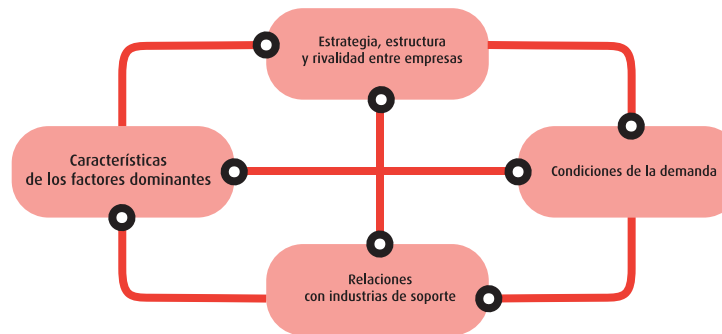 Estrategia, estructura
y rivalidad entre empresas
Características
de los factores dominantes
Condiciones de la demanda
Relaciones
con industrias de soporte